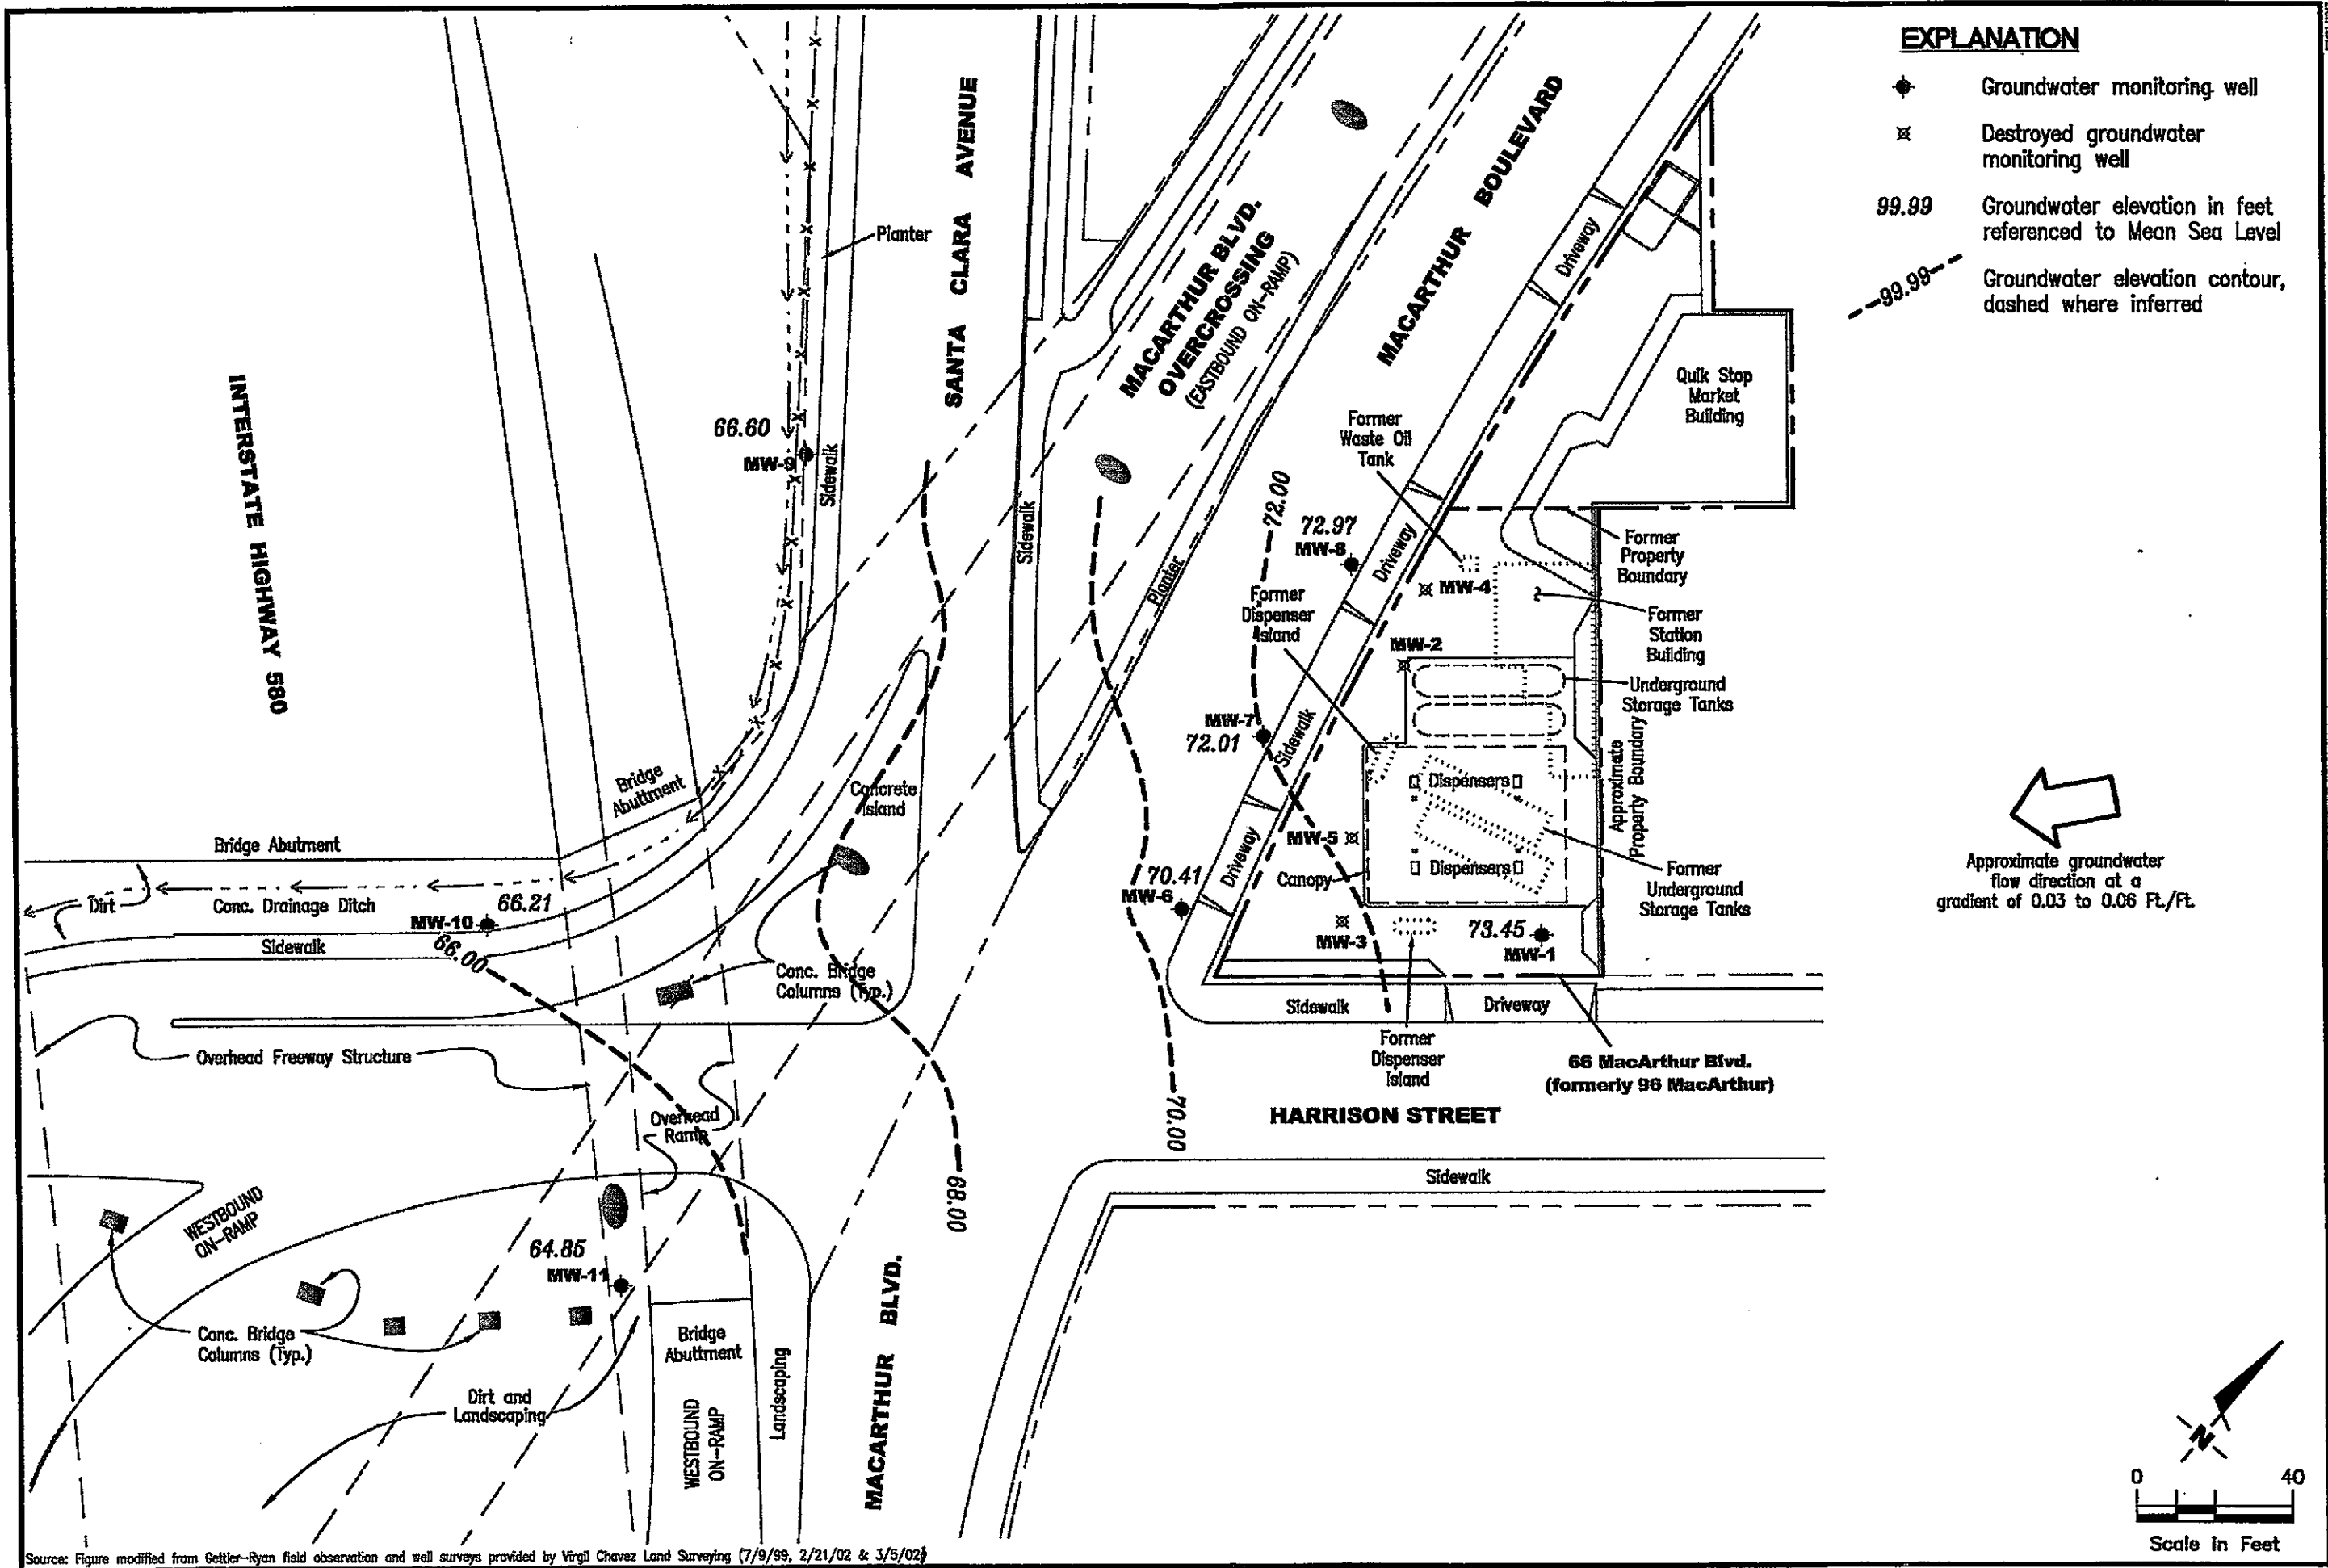 EXPLANATION
Groundwater monitoring well
Destroyed groundwater
monitoring well
99.99
Groundwater elevation in feet
referenced to Mean Sea Level
99.99
Groundwater elevation contour,
dashed where inferred
INTERSTATE HIGHWAY 580
SANTA CLARA AVENUE
MACARTHUR BLVD.
OVERCROSSING
(EASTBOUND ON-RAMP)
MACARTHUR BOULEVARD
Planter
Driveway
Quik Stop
Market
Building
66.60
MW-9
Sidewalk
Sidewalk
Planter
Former
Waste Oil
Tank
72.00
72.97
MW-8
Driveway
MW-4
Former
Property
Boundary
Former
Dispenser
Island
2
Former
Station
Building
MW-2
Underground
Storage Tanks
MW-7
72.01
Sidewalk
Approximate
Property Boundary
Bridge
Abuttment
Concrete
Island
Dispensers
MW-5
Driveway
Dispensers
Canopy
Former
Underground
Storage Tanks
Approximate groundwater
flow direction at a
gradient of 0.03 to 0.06 Ft./Ft.
Bridge Abutment
Dirt
Conc. Drainage Ditch
66.21
MW-10
Sidewalk
66.00
70.41
MW-6
MW-3
73.45
MW-1
Conc. Bridge
Columns (Typ.)
Sidewalk
Driveway
Former
Dispenser
Island
66 MacArthur Blvd.
(formerly 96 MacArthur)
Overhead Freeway Structure
Overhead
Ramp
70.00
HARRISON STREET
68.00
Sidewalk
WESTBOUND
ON-RAMP
64.85
MW-11
Conc. Bridge
Columns (Typ.)
Bridge
Abuttment
Dirt and
Landscaping
WESTBOUND
ON-RAMP
Landscaping
MACARTHUR BLVD.
N
0 40
Scale in Feet
Source: Figure modified from Gettler-Ryan field observation and well surveys provided by Virgil Chavez Land Surveying (7/9/99, 2/21/02 & 3/5/02)